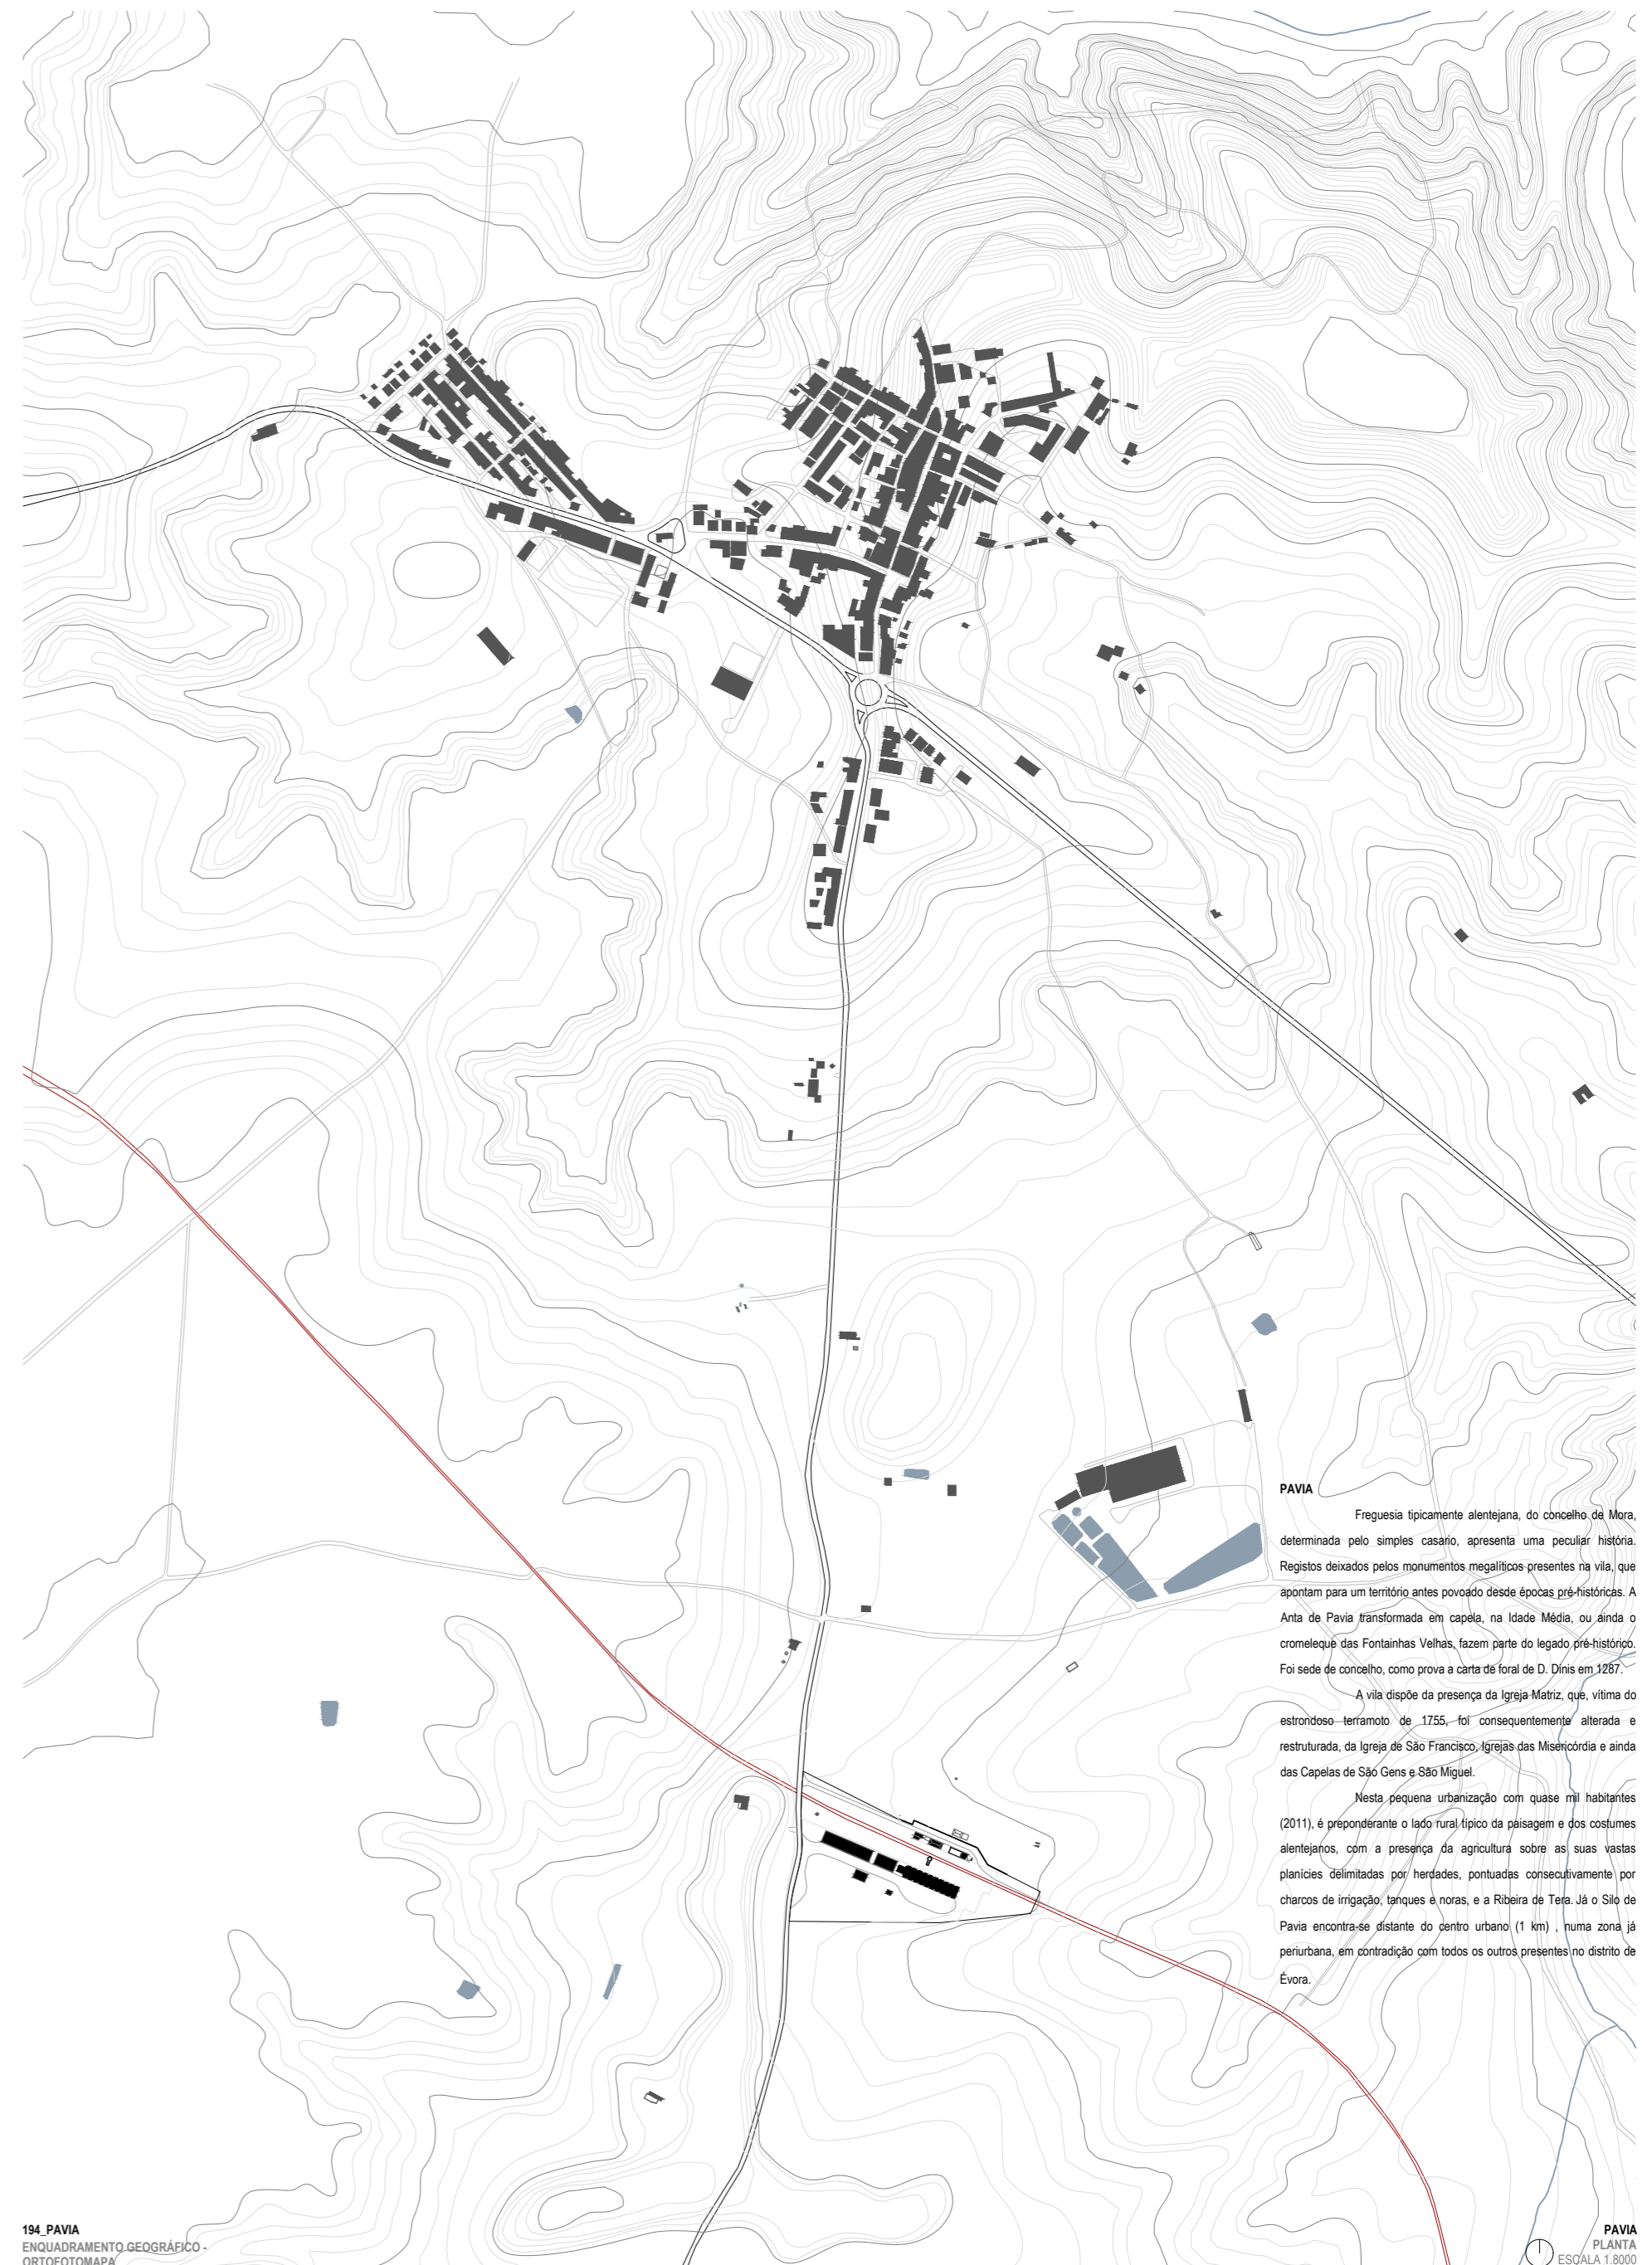 PAVIA
Freguesia tipicamente alentejana, do concelho de Mora,
determinada pelo simples casario, apresenta uma peculiar história.
Registos deixados pelos monumentos megalíticos presentes na vila, que
apontam para um território antes povoado desde épocas pré-históricas. A
Anta de Pavia transformada em capela, na Idade Média, ou ainda o
cromeleque das Fontainhas Velhas, fazem parte do legado pré-histórico.
Foi sede de concelho, como prova a carta de foral de D. Dinis em 1287.
A vila dispõe da presença da Igreja Matriz, que, vítima do
estrondoso terramoto de 1755, foi consequentemente alterada e
restruturada, da Igreja de São Francisco, Igrejas das Misericórdia e ainda
das Capelas de São Gens e São Miguel.
Nesta pequena urbanização com quase mil habitantes
(2011), é preponderante o lado rural típico da paisagem e dos costumes
alentejanos, com a presença da agricultura sobre as suas vastas
planícies delimitadas por herdades, pontuadas consecutivamente por
charcos de irrigação, tanques e noras, e a Ribeira de Tera. Já o Silo de
Pavia encontra-se distante do centro urbano (1 km) , numa zona já
periurbana, em contradição com todos os outros presentes no distrito de
Évora.
194_PAVIA
ENQUADRAMENTO GEOGRÁFICO -
ORTOFOTOMAPA
PAVIA
PLANTA
ESCALA 1.8000